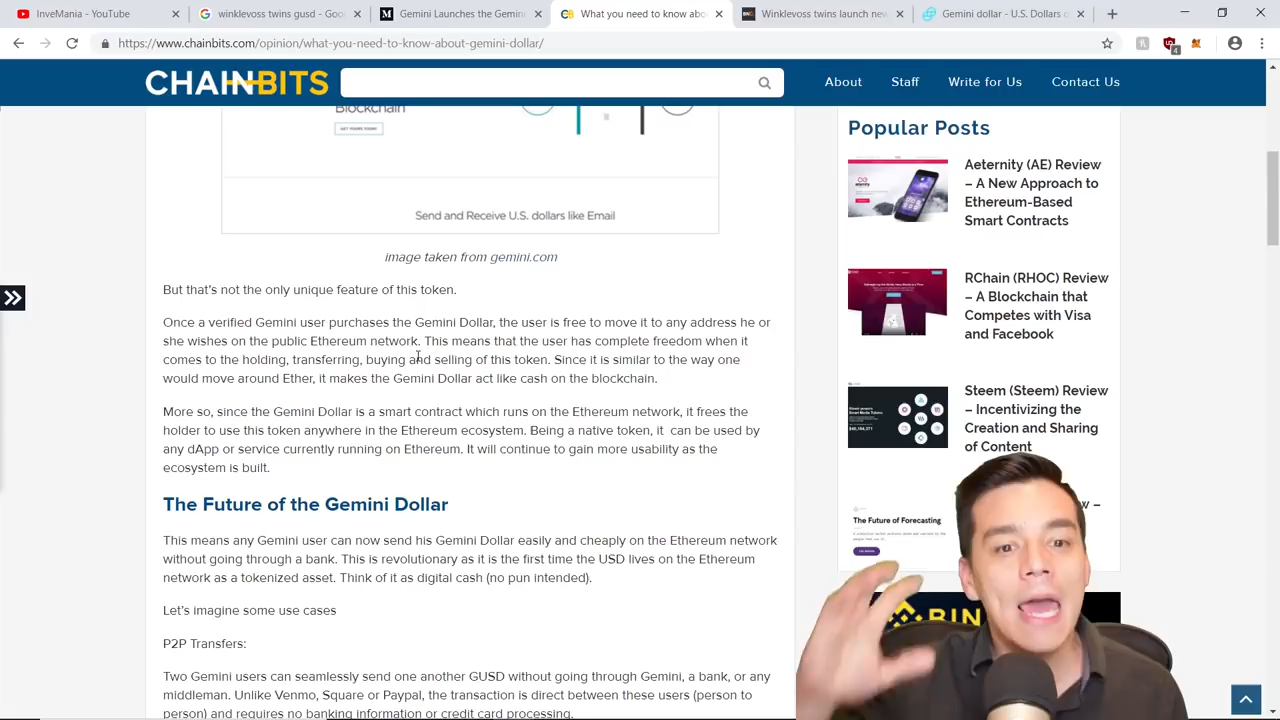 InveMania - YouTube
winklevoss twins
Gemini Launches the Gemin
What you need to know abo
Winklevoss twins launch new
Gemini dollar - U.S. Dollars o
https://www.chainbits.com/opinion/what-you-need-to-know-about-gemini-dollar/
4
CHAINBITS
About
Staff
Write for Us
Contact Us
Blockchain
GET YOURS TODAY!
Send and Receive U.S. dollars like Email
image taken from gemini.com
that's not the only unique feature of this token.
Once a verified Gemini user purchases the Gemini Dollar, the user is free to move it to any address he or
wishes on the public Ethereum network. This means that the user has complete freedom when it
comes to the holding, transferring, buying and selling of this token. Since it is similar to the way one
would move around Ether, it makes the Gemini Dollar act like cash on the blockchain.
More so, since the Gemini Dollar is a smart contract which runs on the Ethereum network, it frees the
to use this token anywhere in the Ethereum ecosystem. Being a native token, it can be used by
any dApp or service currently running on Ethereum. It will continue to gain more usability as the
ecosystem is built.
The Future of the Gemini Dollar
This means any Gemini user can now send his Gemini Dollar easily and cheaply on the Ethereum network
without going through a bank. This is revolutionary as it is the first time the USD lives on the Ethereum
network as a tokenized asset. Think of it as digital cash (no pun intended).
Let's imagine some use cases
P2P Transfers:
Two Gemini users can seamlessly send one another GUSD without going through Gemini, a bank, or any
middleman. Unlike Venmo, Square or Paypal, the transaction is direct between these users (person to
person) and requires no banking information or credit card processing.
Popular Posts
Aeternity (AE) Review
– A New Approach to
Ethereum-Based
Smart Contracts
RChain (RHOC) Review
– A Blockchain that
Competes with Visa
and Facebook
Steem (Steem) Review
– Incentivizing the
Creation and Sharing
of Content
The Future of Forecasting
BIN